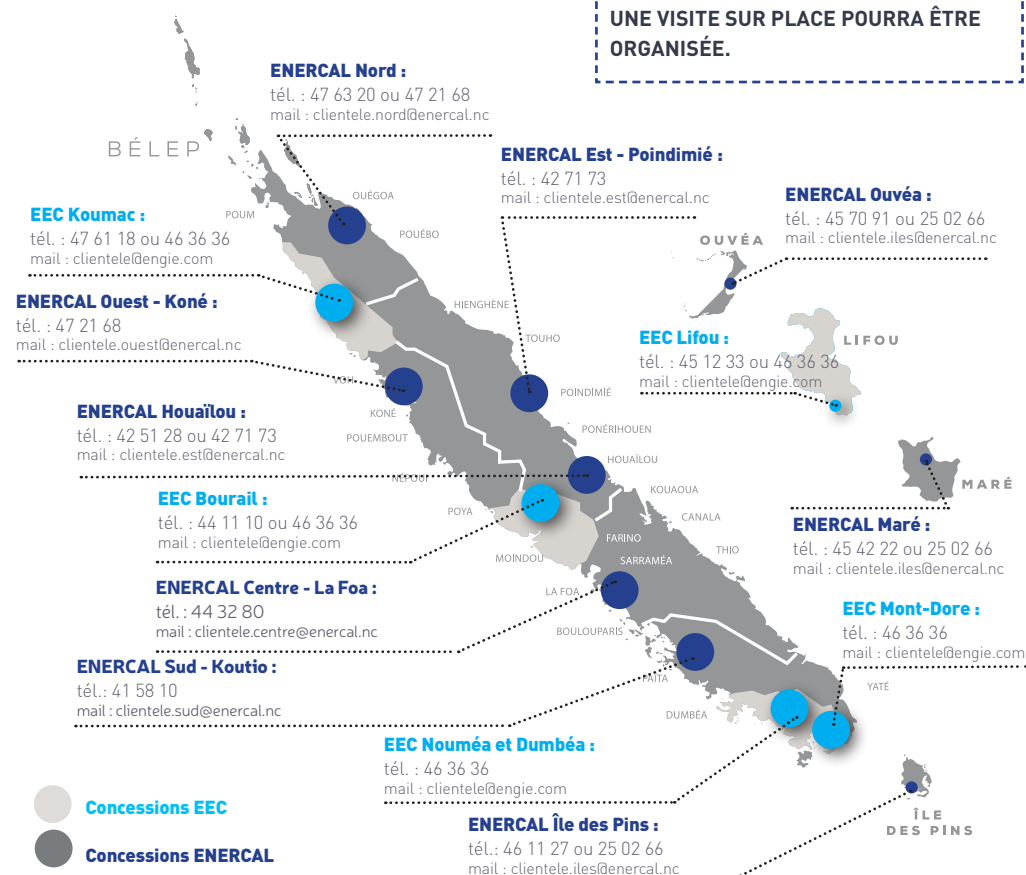 UNE VISITE SUR PLACE POURRA ÊTRE
ORGANISÉE.
ENERCAL Nord :
tél. : 47 63 20 ou 47 21 68
mail : clientele.nord@enercal.nc
BÉLEP
ENERCAL Est - Poindimié :
tél. : 42 71 73
mail : clientele.est@enercal.nc
ENERCAL Ouvéa :
tél. : 45 70 91 ou 25 02 66
mail : clientele.iles@enercal.nc
OUÉGOA
POUM
POUÉBO
EEC Koumac :
tél. : 47 61 18 ou 46 36 36
mail : clientele@engie.com
OUVÉA
ENERCAL Ouest - Koné :
tél. : 47 21 68
mail : clientele.ouest@enercal.nc
HIENGHÈNE
TOUHO
EEC Lifou :
tél. : 45 12 33 ou 46 36 36
mail : clientele@engie.com
LIFOU
VOH
POINDIMIÉ
KONÉ
ENERCAL Houaïlou :
tél. : 42 51 28 ou 42 71 73
mail : clientele.est@enercal.nc
POUEMBOUT
PONÉRIHOUEN
HOUAÏLOU
NÉPOUI
KOUAOUA
MARÉ
EEC Bourail :
tél. : 44 11 10 ou 46 36 36
mail : clientele@engie.com
POYA
CANALA
FARINO
THIO
MOINDOU
SARRAMÉA
ENERCAL Maré :
tél. : 45 42 22 ou 25 02 66
mail : clientele.iles@enercal.nc
ENERCAL Centre - La Foa :
tél. : 44 32 80
mail : clientele.centre@enercal.nc
LA FOA
BOULOUPARIS
EEC Mont-Dore :
tél. : 46 36 36
mail : clientele@engie.com
ENERCAL Sud - Koutio :
tél.: 41 58 10
mail : clientele.sud@enercal.nc
PAÏTA
YATÉ
DUMBÉA
EEC Nouméa et Dumbéa :
tél. : 46 36 36
mail : clientele@engie.com
Concessions EEC
Concessions ENERCAL
ENERCAL Île des Pins :
tél.: 46 11 27 ou 25 02 66
mail : clientele.iles@enercal.nc
ÎLE
DES PINS